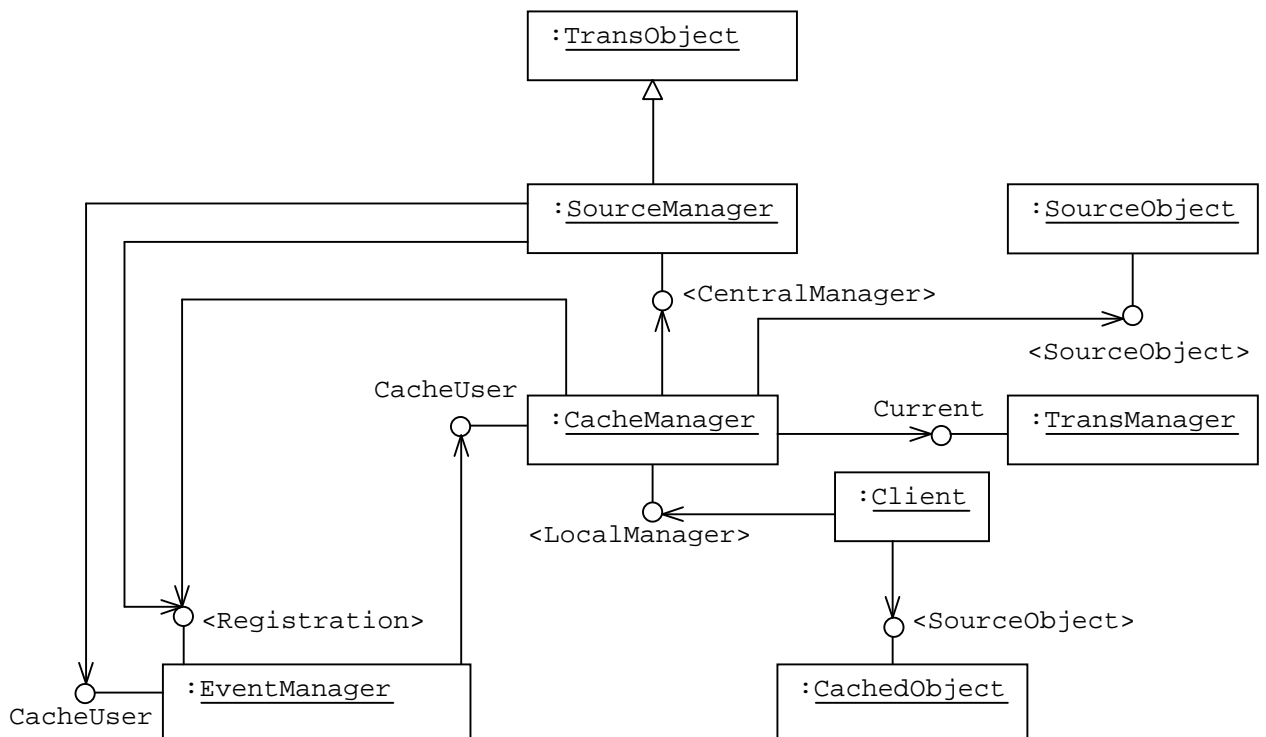 :TransObject
:SourceManager
:SourceObject
<CentralManager>
<SourceObject>
CacheUser
Current
:CacheManager
:TransManager
:Client
<LocalManager>
<Registration>
<SourceObject>
:EventManager
:CachedObject
CacheUser